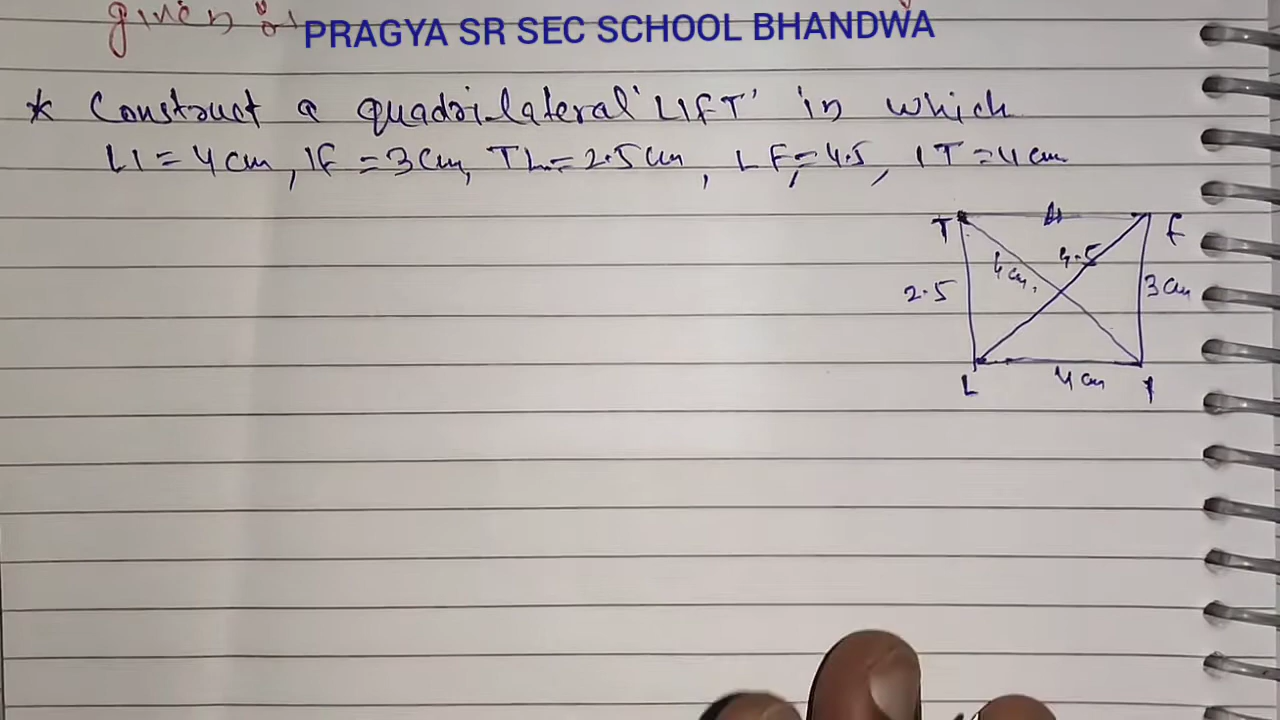 given
PRAGYA SR SEC SCHOOL BHANDWA
* Construct a quadrilateral 'LIFT' in which
LI = 4 cm, IF = 3 cm, TL = 2.5 cm, LF = 4.5, IT = 4 cm
T
F
4 cm.
4.5
2.5
3 cm
L
4 cm
I